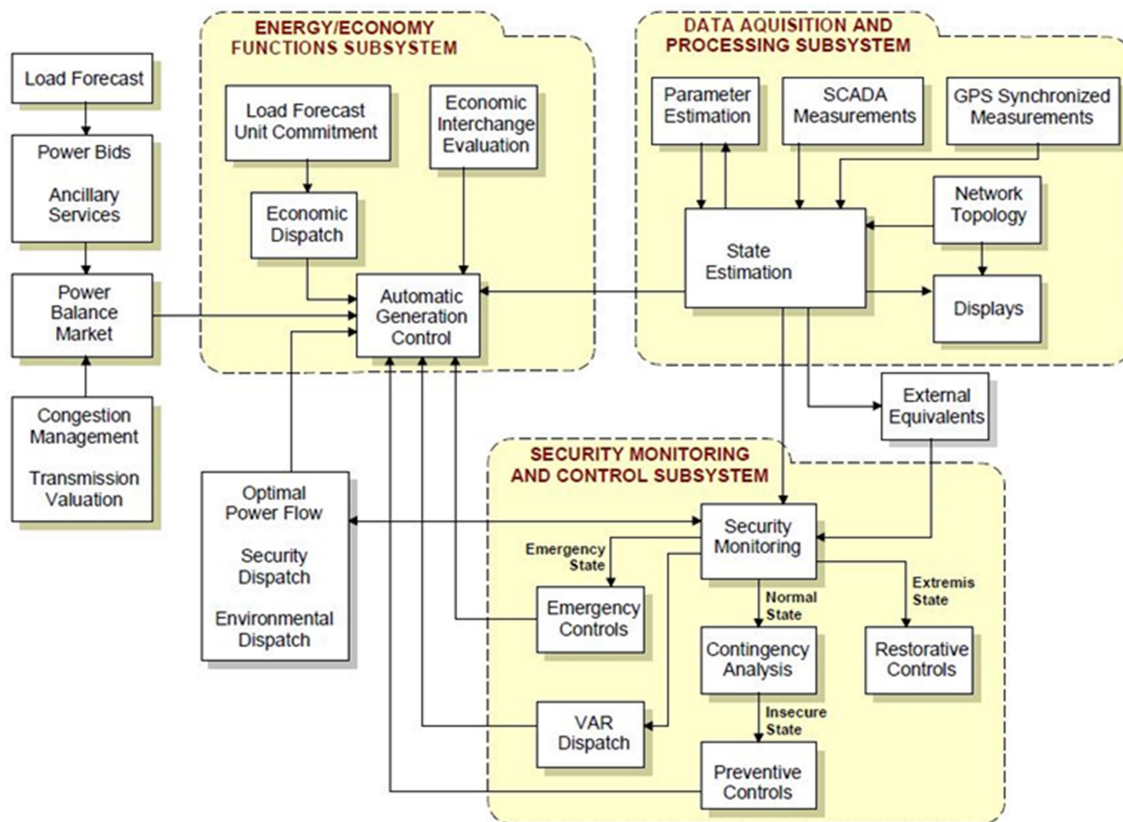 ENERGY/ECONOMY
FUNCTIONS SUBSYSTEM
DATA AQUISITION AND
PROCESSING SUBSYSTEM
Load Forecast
Power Bids
Ancillary
Services
Power
Balance
Market
Congestion
Management
Transmission
Valuation
Load Forecast
Unit Commitment
Economic
Interchange
Evaluation
Economic
Dispatch
Automatic
Generation
Control
Parameter
Estimation
SCADA
Measurements
GPS Synchronized
Measurements
Network
Topology
State
Estimation
Displays
External
Equivalents
SECURITY MONITORING
AND CONTROL SUBSYSTEM
Optimal
Power Flow
Security
Dispatch
Environmental
Dispatch
Security
Monitoring
Emergency
State
Normal
State
Extremis
State
Emergency
Controls
Contingency
Analysis
Restorative
Controls
Insecure
State
VAR
Dispatch
Preventive
Controls